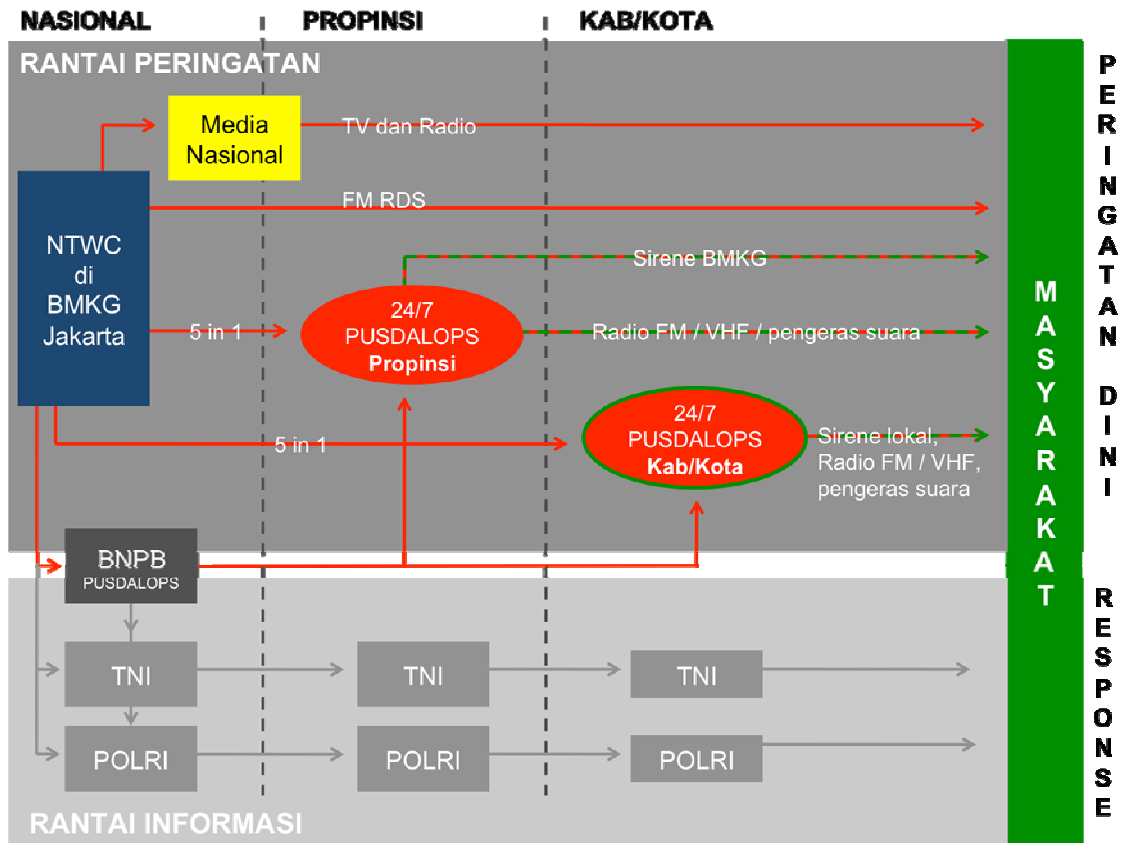 NASIONAL
PROPINSI
KAB/KOTA
RANTAI PERINGATAN
Media
Nasional
TV dan Radio
FM RDS
NTWC
di
BMKG
Jakarta
Sirene BMKG
5 in 1
24/7
PUSDALOPS
Propinsi
Radio FM / VHF / pengeras suara
5 in 1
24/7
PUSDALOPS
Kab/Kota
Sirene lokal,
Radio FM / VHF,
pengeras suara
BNPB
PUSDALOPS
TNI
TNI
TNI
POLRI
POLRI
POLRI
RANTAI INFORMASI
MASYARAKAT
PERINGATAN DINI
RESPONSE